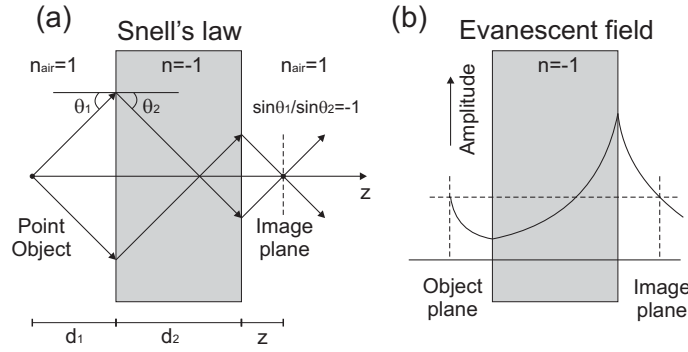 (a)
Snell's law
nair=1
n=-1
nair=1
θ1
θ2
sinθ1/sinθ2=-1
z
Point
Object
Image
plane
d1
d2
z
(b)
Evanescent field
n=-1
Amplitude
Object
plane
Image
plane